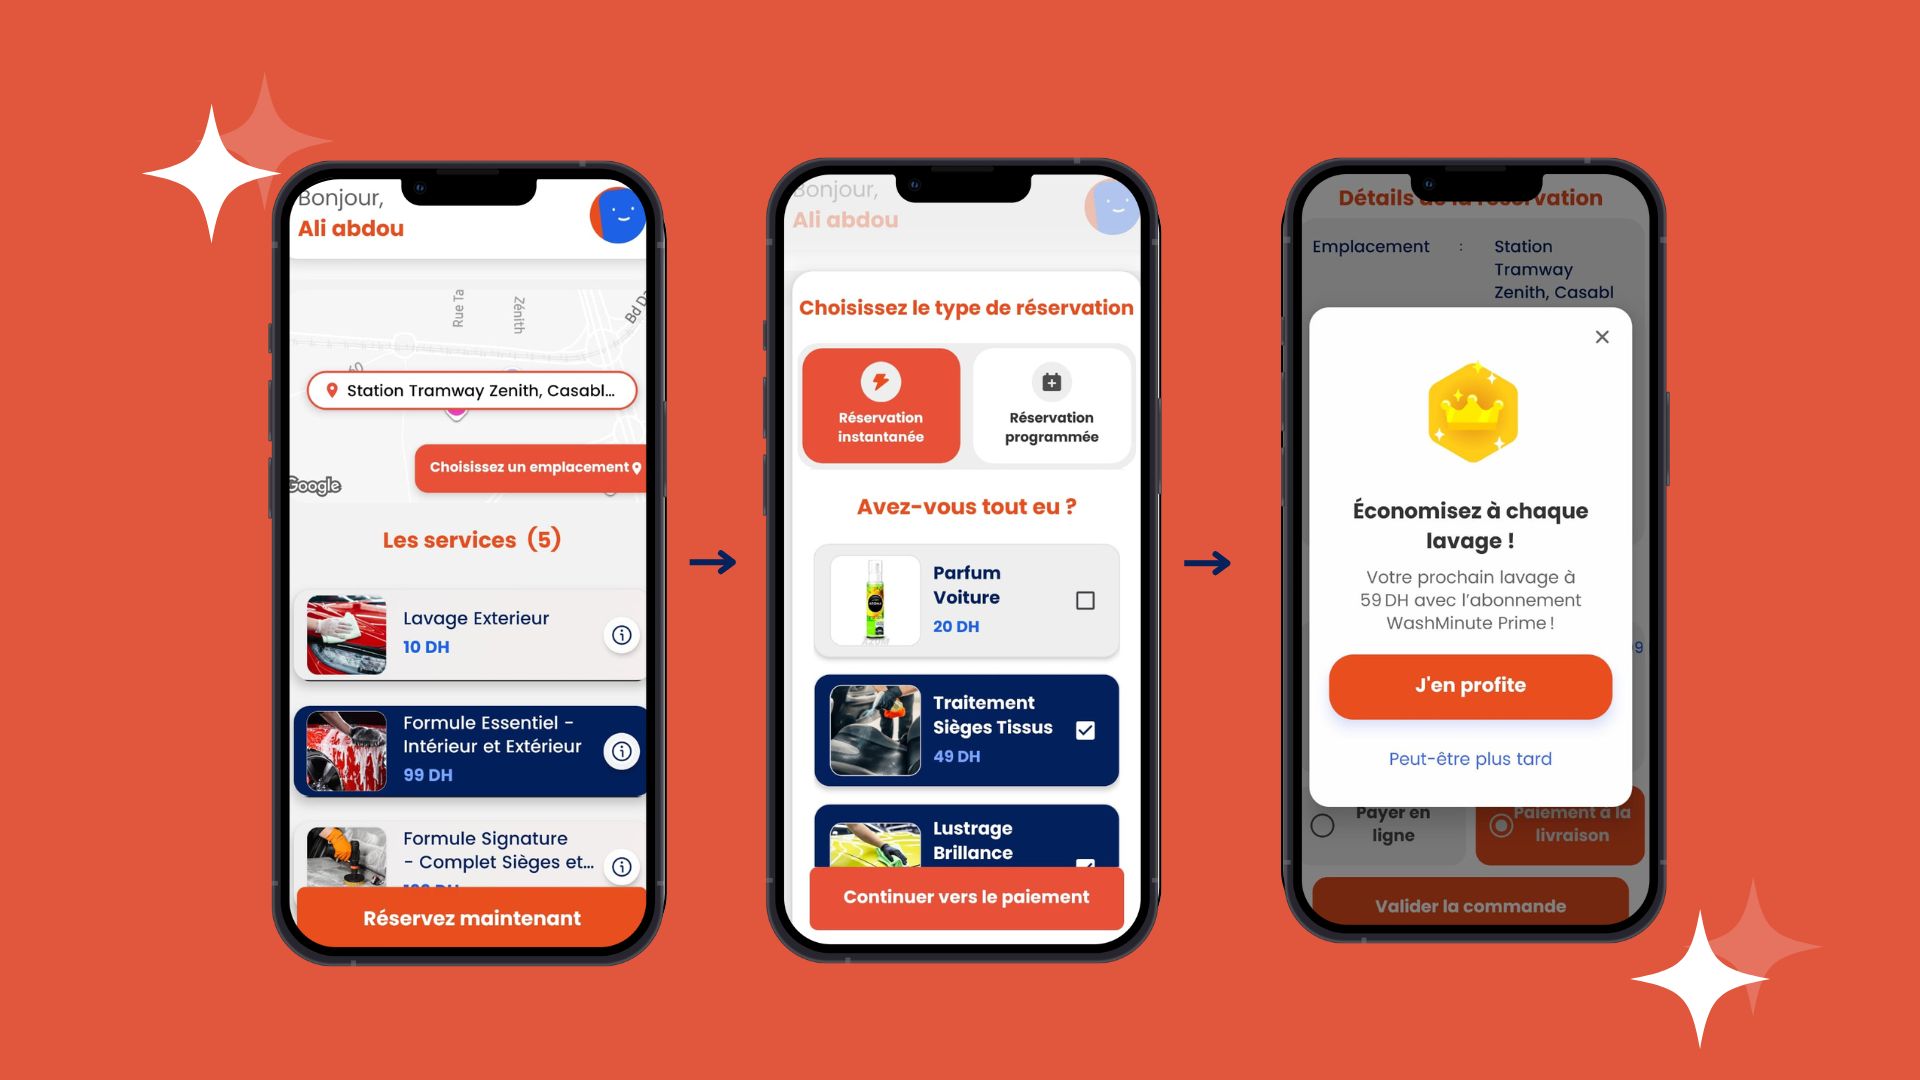 Bonjour,
Ali abdou
Rue Ta
Zénith
Bd D
60
Station Tramway Zenith, Casabl...
Choisissez un emplacement
Google
Les services (5)
Lavage Exterieur
10 DH
Formule Essentiel -
Intérieur et Extérieur
99 DH
Formule Signature
- Complet Sièges et...
Réservez maintenant
Bonjour,
Ali abdou
Choisissez le type de réservation
Réservation
instantanée
Réservation
programmée
Avez-vous tout eu ?
Parfum
Voiture
20 DH
Traitement
Sièges Tissus
49 DH
Lustrage
Brillance
Continuer vers le paiement
Détails de la réservation
Emplacement : Station
Tramway
Zenith, Casabl
Économisez à chaque
lavage !
Votre prochain lavage à
59 DH avec l'abonnement
WashMinute Prime !
9
J'en profite
Peut-être plus tard
Payer en
ligne
Paiement à la
livraison
Valider la commande